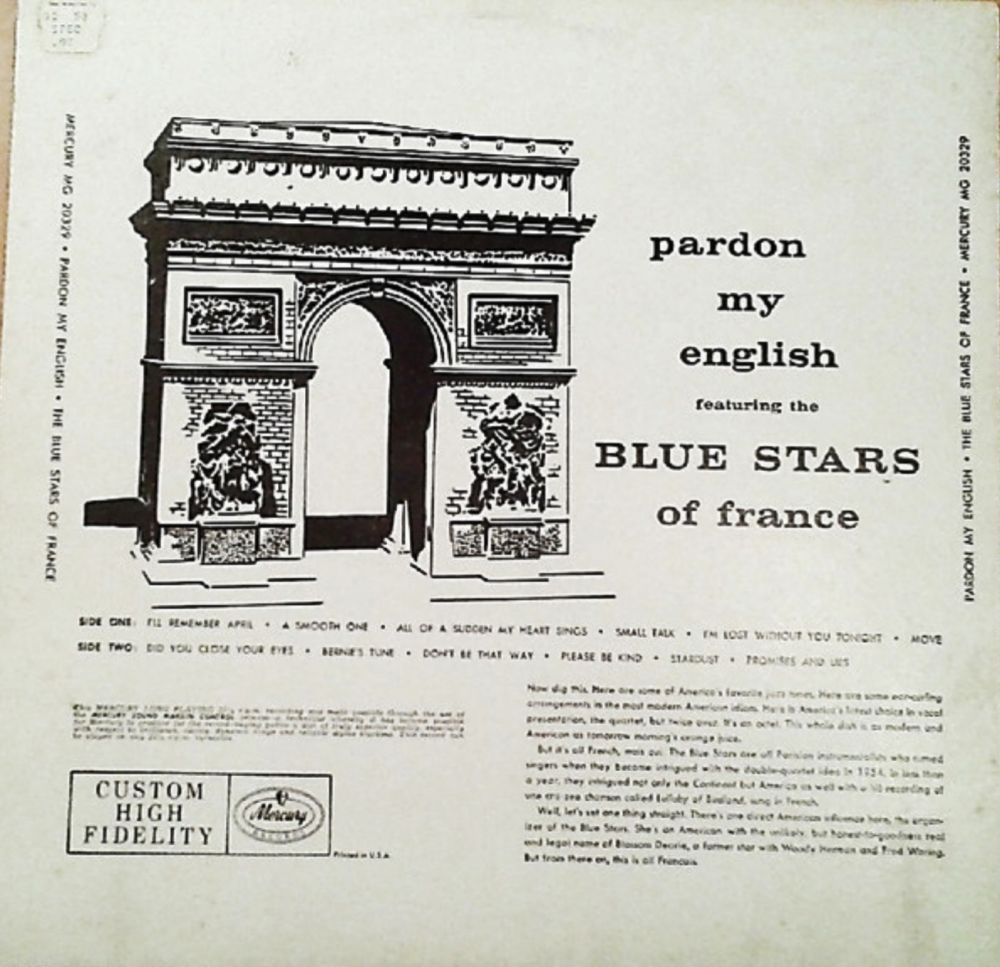 MERCURY MG 20329 • PARDON MY ENGLISH • THE BLUE STARS OF FRANCE
pardon
my
english
featuring the
BLUE STARS
of france
PARDON MY ENGLISH • THE BLUE STARS OF FRANCE • MERCURY MG 20329
SIDE ONE: I'LL REMEMBER APRIL • A SMOOTH ONE • ALL OF A SUDDEN MY HEART SINGS • SMALL TALK • I'M LOST WITHOUT YOU TONIGHT • MOVE
SIDE TWO: DID YOU CLOSE YOUR EYES • BERNIE'S TUNE • DON'T BE THAT WAY • PLEASE BE KIND • STARDUST • PROMISES AND LIES
Now dig this. Here are some of America's favorite jazz tunes. Here are some ear-curling
arrangements in the most modern American idiom. Here is America's latest choice in vocal
presentation, the quartet, but twice over. It's an octet. This whole dish is as modern and
American as tomorrow morning's orange juice.
But it's all French, mais oui. The Blue Stars are all Parisian instrumentalists who turned
singers when they became intrigued with the double-quartet idea in 1954. In less than
a year, they intrigued not only the Continent but America as well with a hit recording of
chanson called Lullaby of Birdland, sung in French.
Well, let's set one thing straight. There's one direct American influence here, the organ-
izer of the Blue Stars. She's an American with the unlikely, but honest-to-goodness real
and legal name of Blossom Dearie, a former star with Woody Herman and Fred Waring.
But from there on, this is all Francais.
The MERCURY LONG PLAYING
MERCURY SOUND MARGIN CONTROL
CUSTOM
HIGH
FIDELITY
Mercury
RECORDS
Printed in U.S.A.